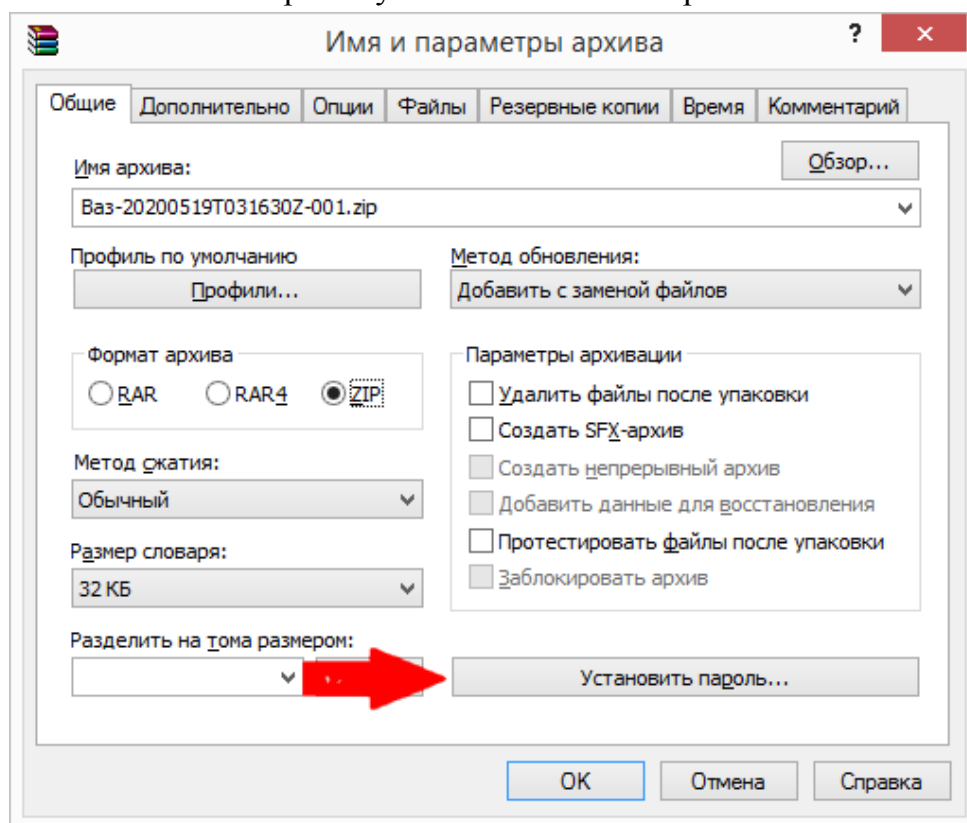 Имя и параметры архива
?
×
Общие Дополнительно Опции Файлы Резервные копии Время Комментарий
Имя архива:
Обзор...
Ваз-20200519T031630Z-001.zip
Профиль по умолчанию
Профили...
Метод обновления:
Добавить с заменой файлов
Формат архива
RAR RAR4 ZIP
Метод сжатия:
Обычный
Размер словаря:
32 КБ
Разделить на тома размером:
Параметры архивации
Удалить файлы после упаковки
Создать SFX-архив
Создать непрерывный архив
Добавить данные для восстановления
Протестировать файлы после упаковки
Заблокировать архив
Установить пароль...
OK Отмена Справка